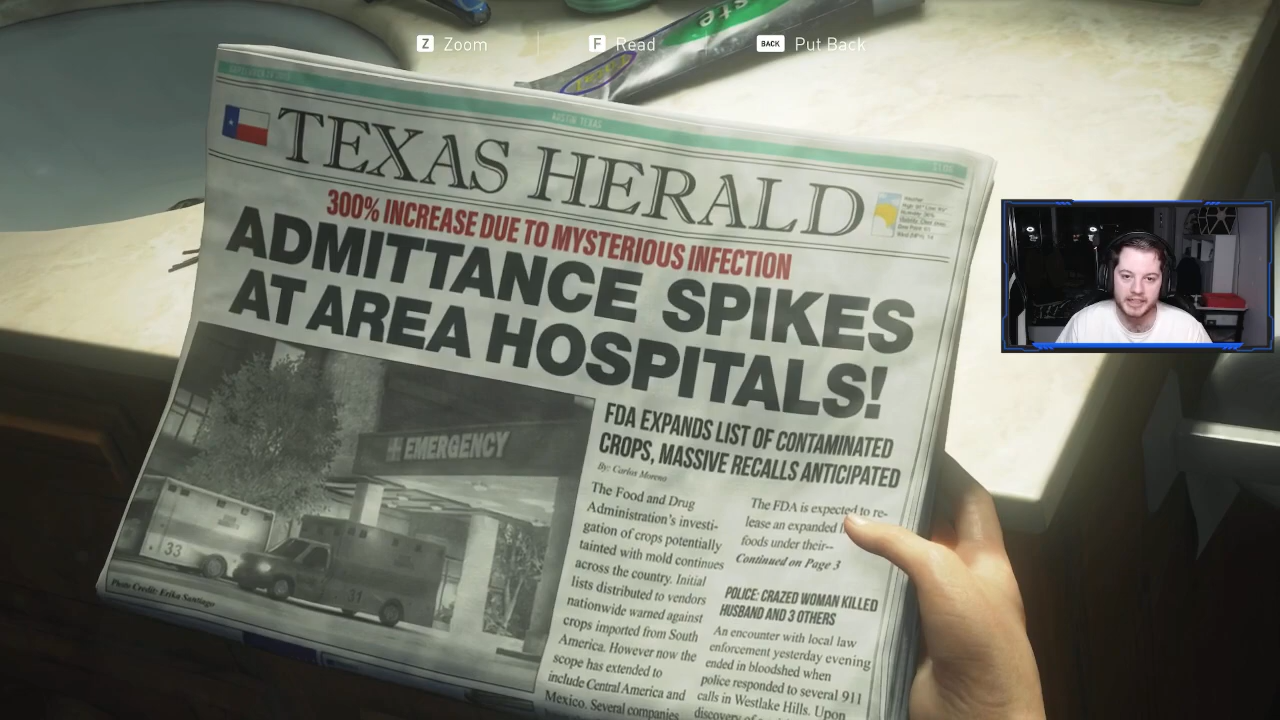 Z Zoom
F Read
BACK Put Back
AUSTIN, TEXAS
TEXAS HERALD
300% INCREASE DUE TO MYSTERIOUS INFECTION
ADMITTANCE SPIKES
AT AREA HOSPITALS!
EMERGENCY
33
31
Photo Credit: Erika Santiago
FDA EXPANDS LIST OF CONTAMINATED
CROPS, MASSIVE RECALLS ANTICIPATED
By: Carlos Moreno
The Food and Drug
Administration's investi-
gation of crops potentially
tainted with mold continues
across the country. Initial
lists distributed to vendors
nationwide warned against
crops imported from South
America. However now the
scope has extended to
include Central America and
Mexico. Several companies
The FDA is expected to re-
lease an expanded
foods under their--
Continued on Page 3
POLICE: CRAZED WOMAN KILLED
HUSBAND AND 3 OTHERS
An encounter with local law
enforcement yesterday evening
ended in bloodshed when
police responded to several 911
calls in Westlake Hills. Upon